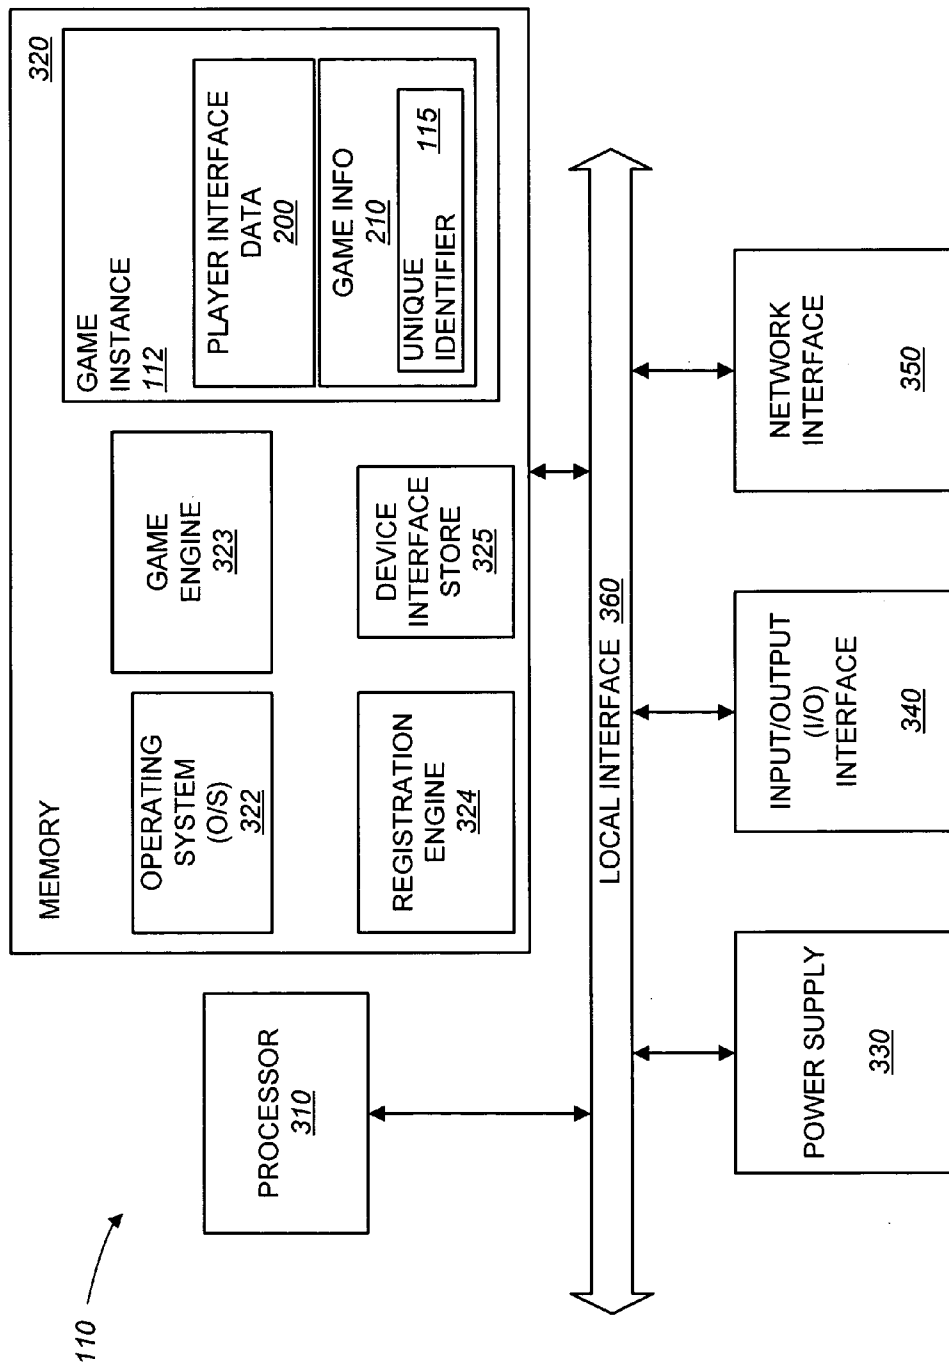 110
PROCESSOR
310
MEMORY
320
OPERATING
SYSTEM
(O/S)
322
GAME
ENGINE
323
REGISTRATION
ENGINE
324
DEVICE
INTERFACE
STORE
325
GAME
INSTANCE
112
PLAYER INTERFACE
DATA
200
GAME INFO
210
UNIQUE
IDENTIFIER
115
LOCAL INTERFACE 360
POWER SUPPLY
330
INPUT/OUTPUT
(I/O)
INTERFACE
340
NETWORK
INTERFACE
350